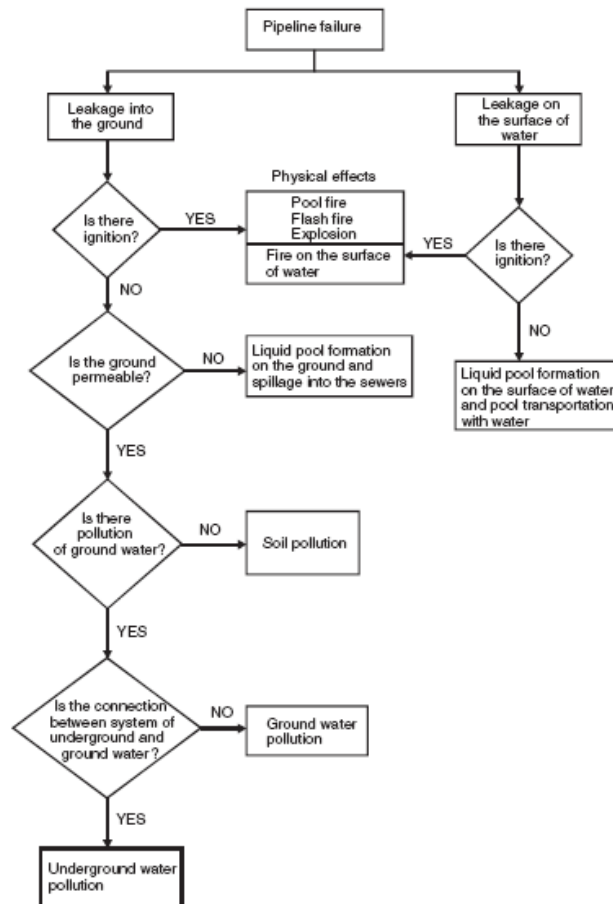 Pipeline failure
Leakage into
the ground
Leakage on
the surface of
water
Physical effects
Is there
ignition?
YES
Pool fire
Flash fire
Explosion
Fire on the surface
of water
YES
Is there
ignition?
NO
NO
Is the ground
permeable?
NO
Liquid pool formation
on the ground and
spillage into the sewers
Liquid pool formation
on the surface of water
and pool transportation
with water
YES
Is there
pollution
of ground water?
NO
Soil pollution
YES
Is the connection
between system of
underground and
ground water?
NO
Ground water
pollution
YES
Underground water
pollution